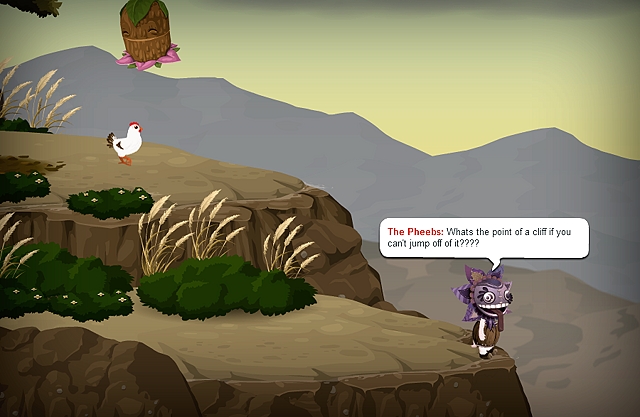 The Pheebs: Whats the point of a cliff if you
can't jump off of it????